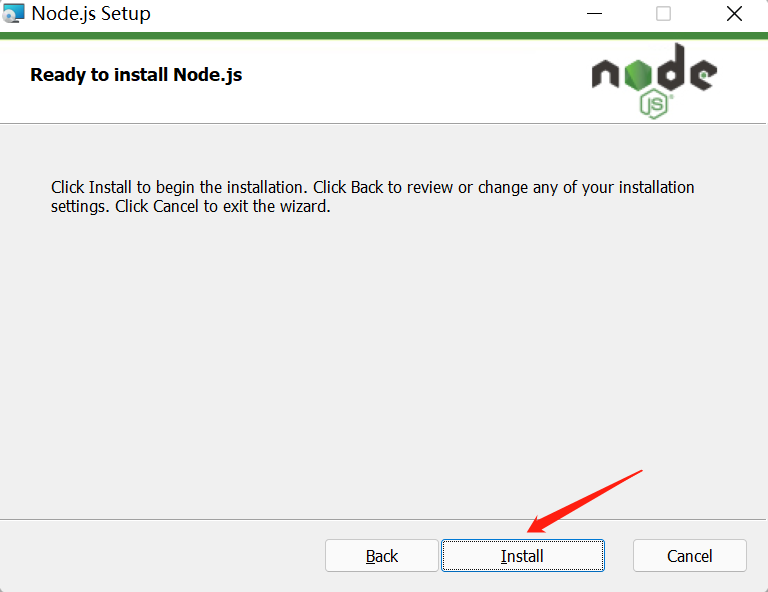 Node.js Setup
Ready to install Node.js
node
JS
Click Install to begin the installation. Click Back to review or change any of your installation
settings. Click Cancel to exit the wizard.
Back
Install
Cancel